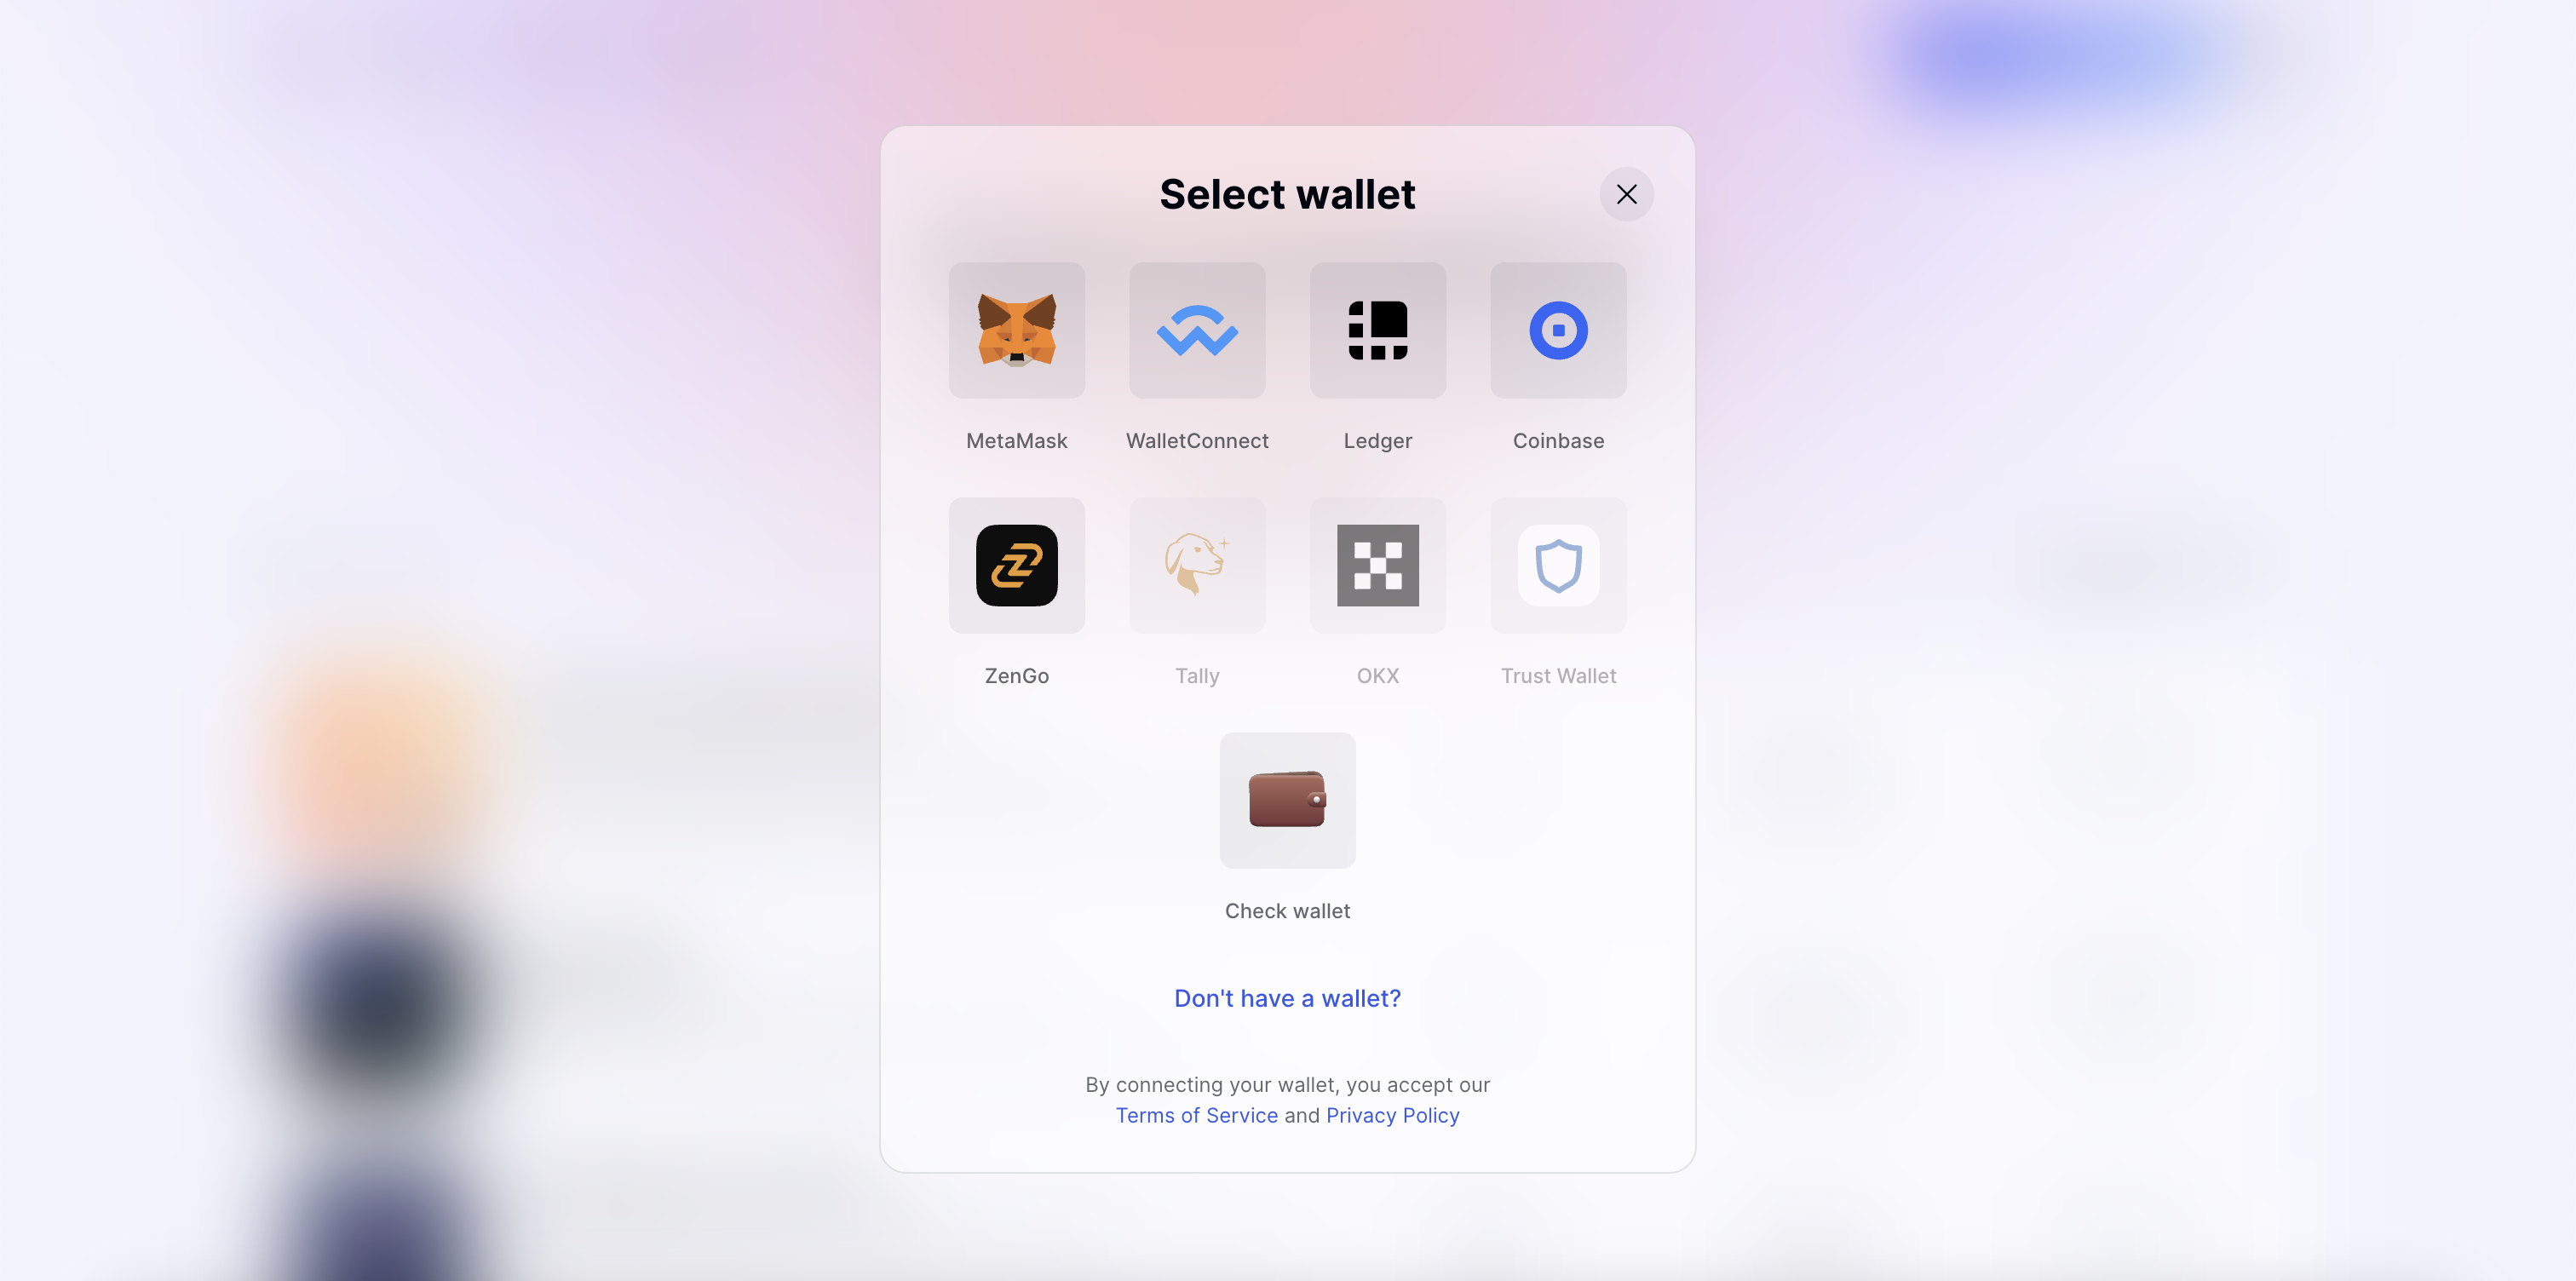 Select wallet
MetaMask
WalletConnect
Ledger
Coinbase
ZenGo
Tally
OKX
Trust Wallet
Check wallet
Don't have a wallet?
By connecting your wallet, you accept our
Terms of Service and Privacy Policy